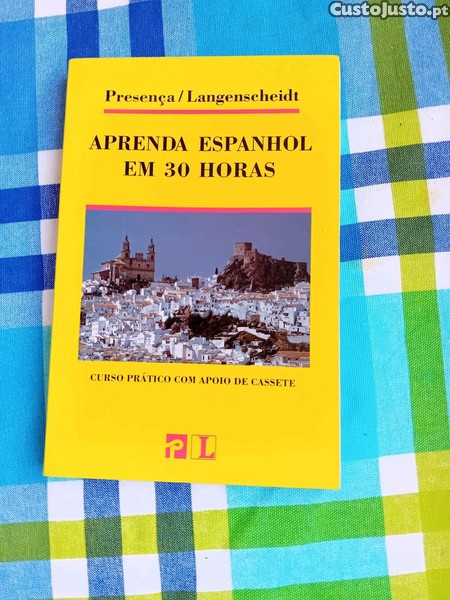 CustoJusto.pt
Presença/Langenscheidt
APRENDA ESPANHOL
EM 30 HORAS
CURSO PRÁTICO COM APOIO DE CASSETE
P L